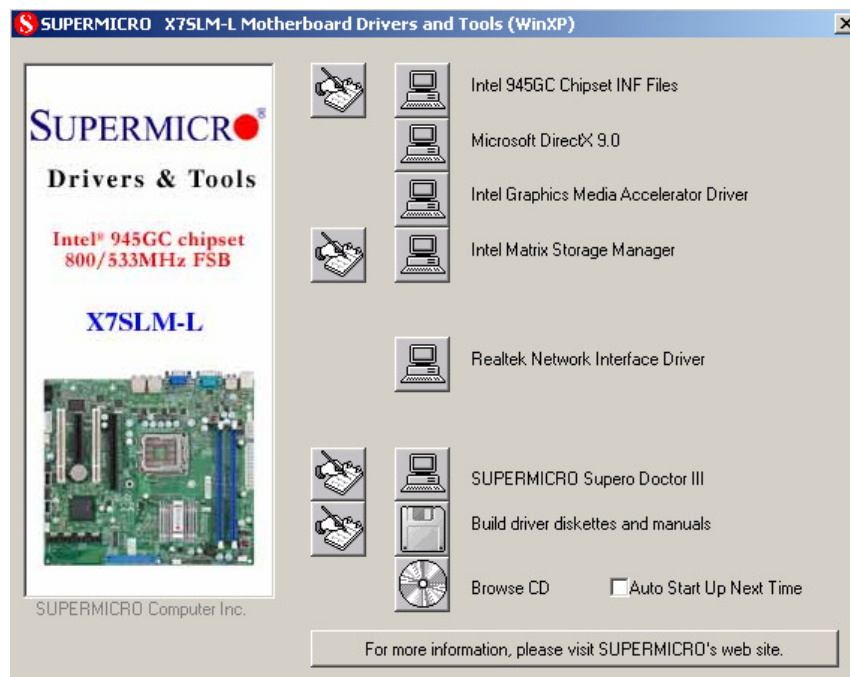 SUPERMICRO X7SLM-L Motherboard Drivers and Tools (WinXP)
SUPERMICRO®
Drivers & Tools
Intel® 945GC chipset
800/533MHz FSB
X7SLM-L
SUPERMICRO Computer Inc.
Intel 945GC Chipset INF Files
Microsoft DirectX 9.0
Intel Graphics Media Accelerator Driver
Intel Matrix Storage Manager
Realtek Network Interface Driver
SUPERMICRO Supero Doctor III
Build driver diskettes and manuals
Browse CD
Auto Start Up Next Time
For more information, please visit SUPERMICRO's web site.